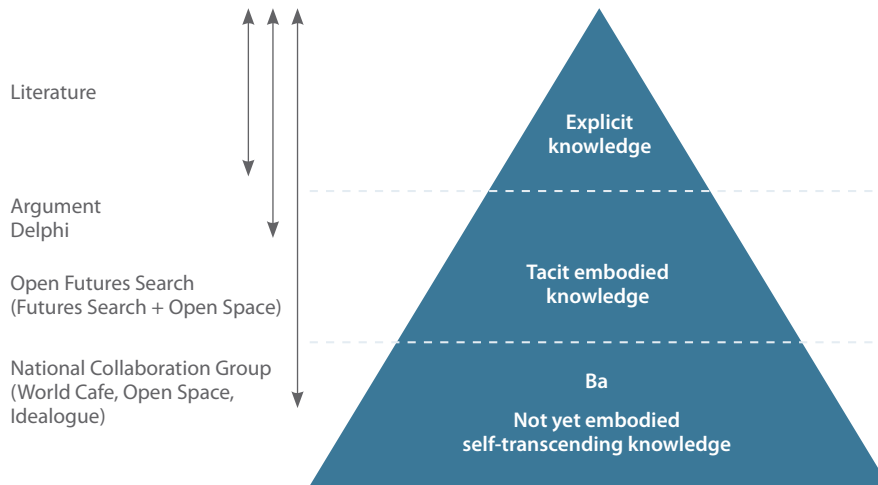 Literature
Argument
Delphi
Open Futures Search
(Futures Search + Open Space)
National Collaboration Group
(World Cafe, Open Space,
Idealogue)
Explicit
knowledge
Tacit embodied
knowledge
Ba
Not yet embodied
self-transcending knowledge